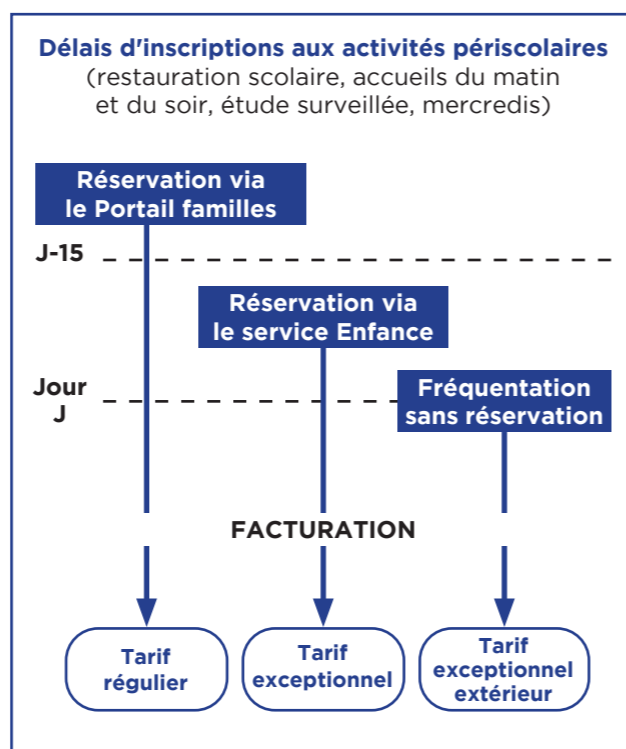 Délais d'inscriptions aux activités périscolaires
(restauration scolaire, accueils du matin
et du soir, étude surveillée, mercredis)
Réservation via
le Portail familles
J-15
Réservation via
le service Enfance
Jour
J
Fréquentation
sans réservation
FACTURATION
Tarif
régulier
Tarif
exceptionnel
Tarif
exceptionnel
extérieur